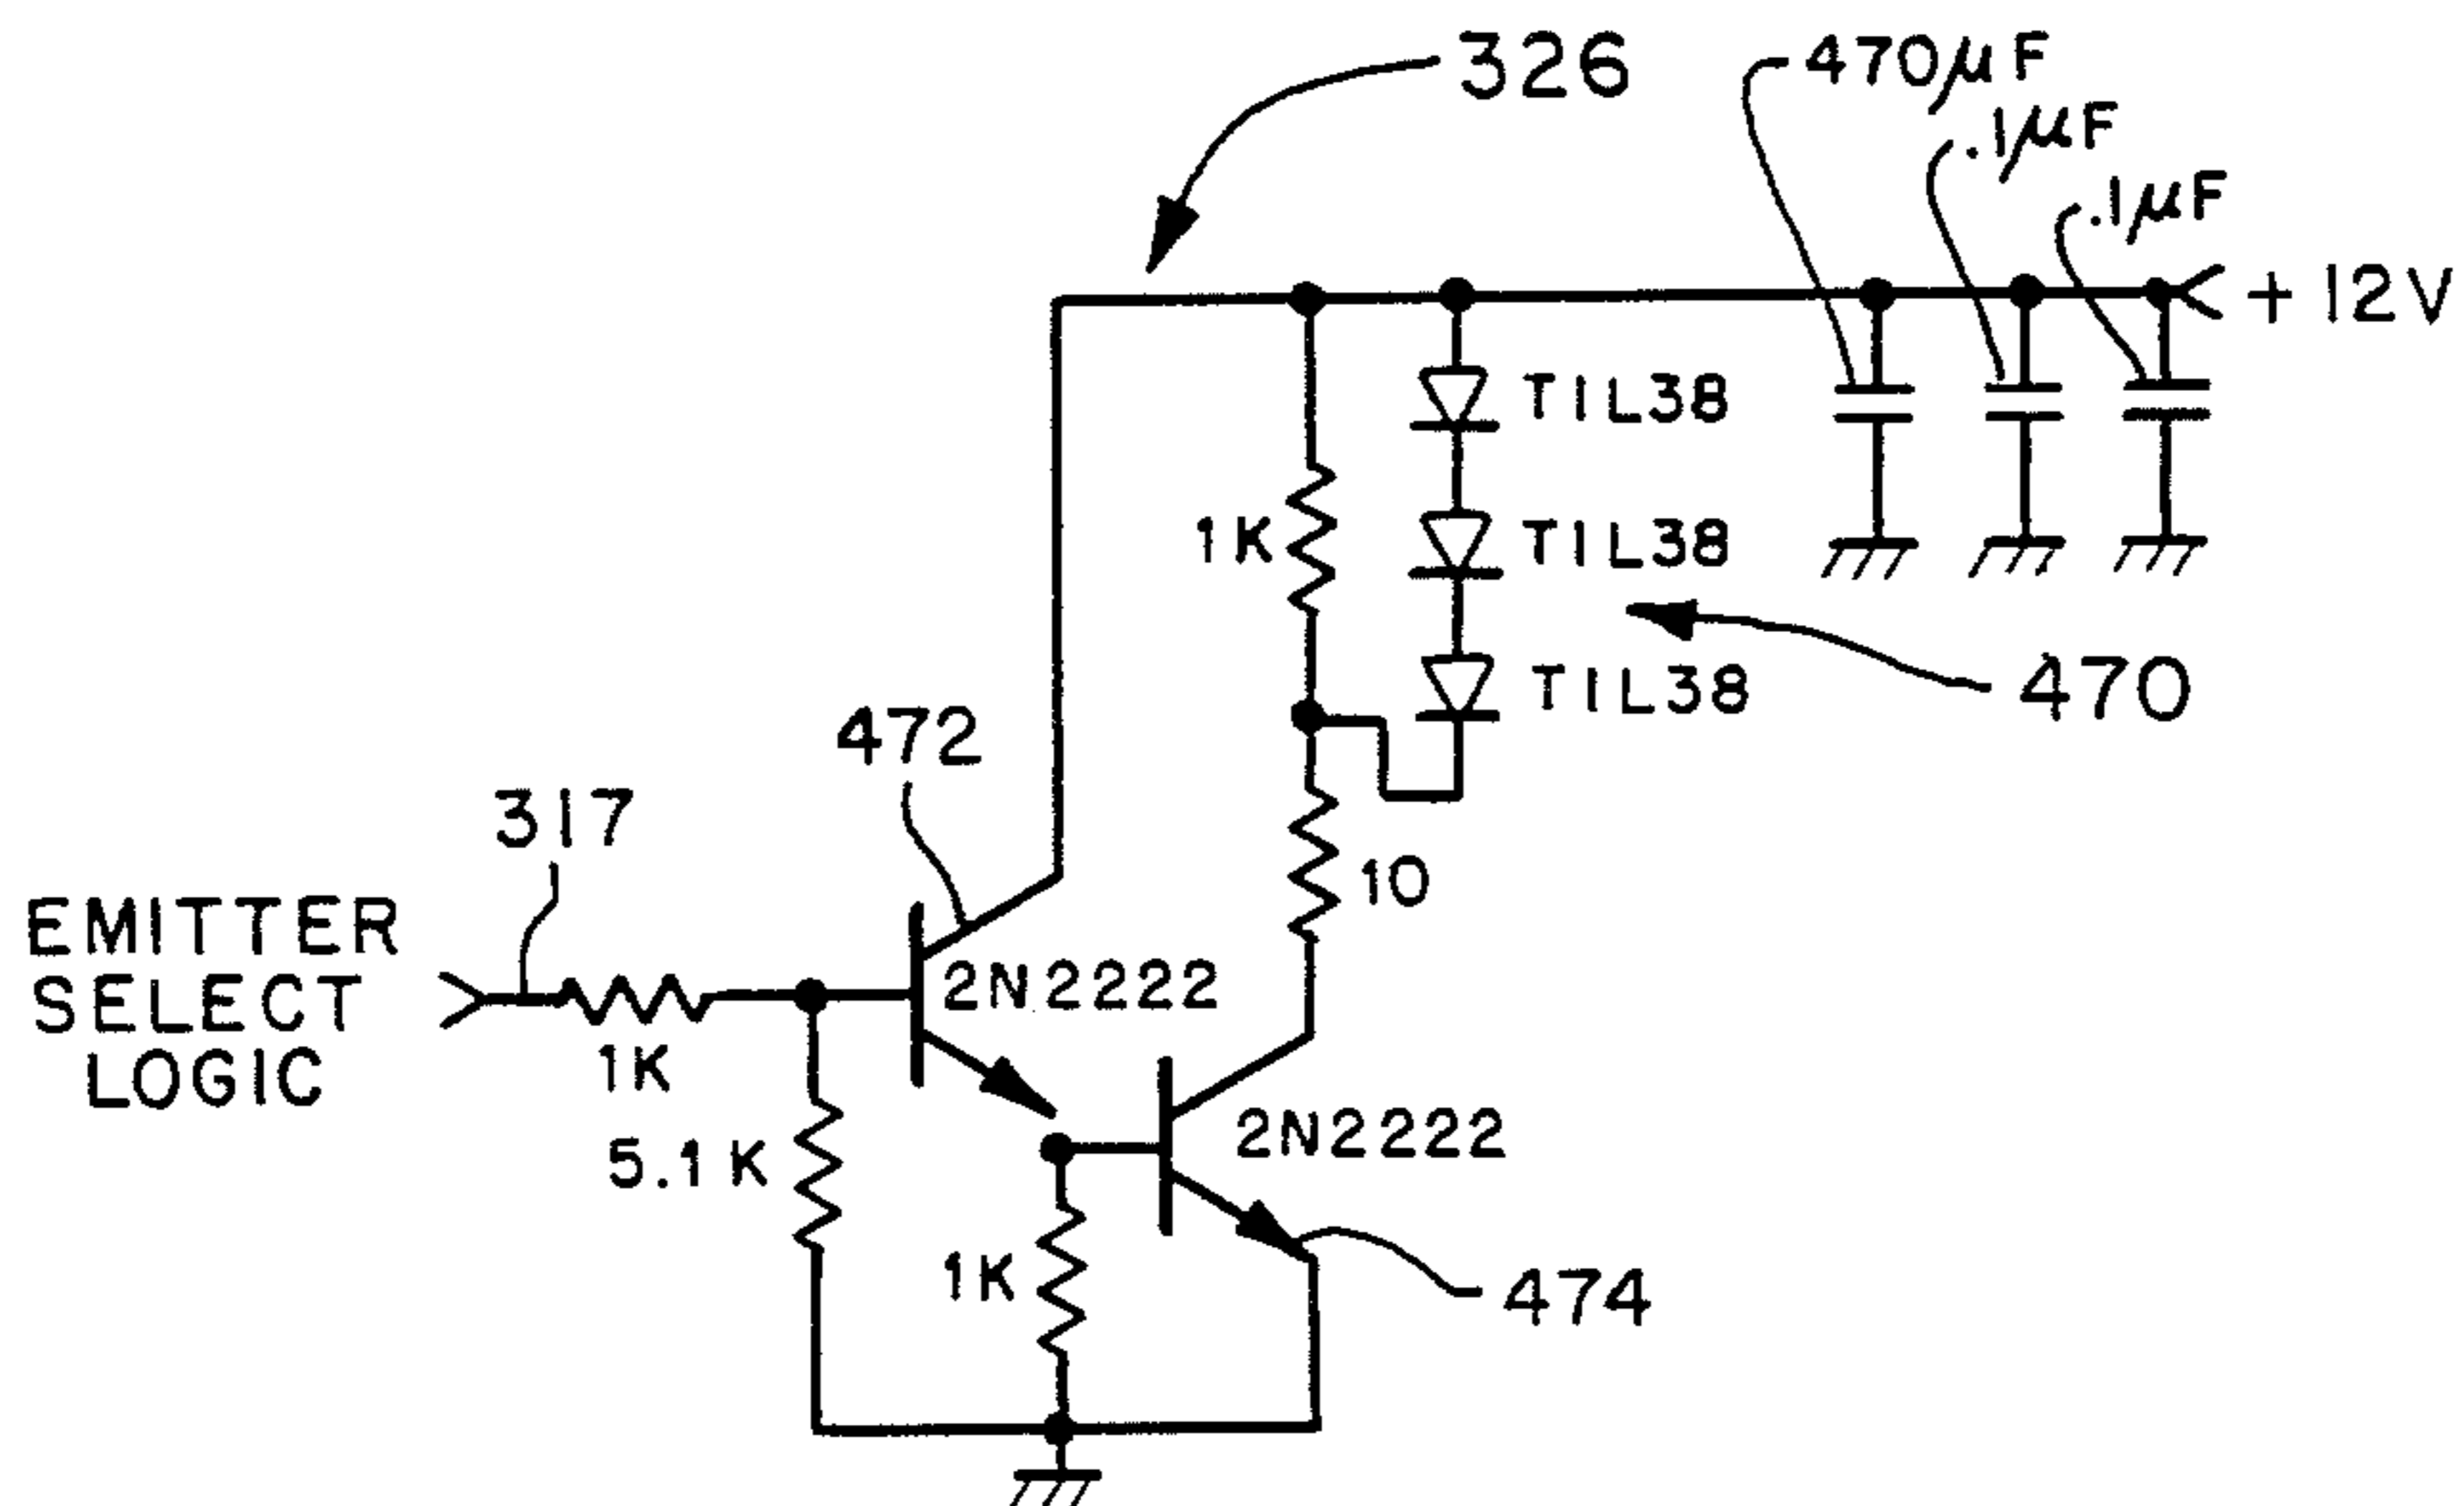 326
470µF
.1µF
.1µF
+12V
TIL38
1K
TIL38
TIL38
470
472
317
10
EMITTER
SELECT
LOGIC
2N2222
1K
2N2222
5.1K
1K
474